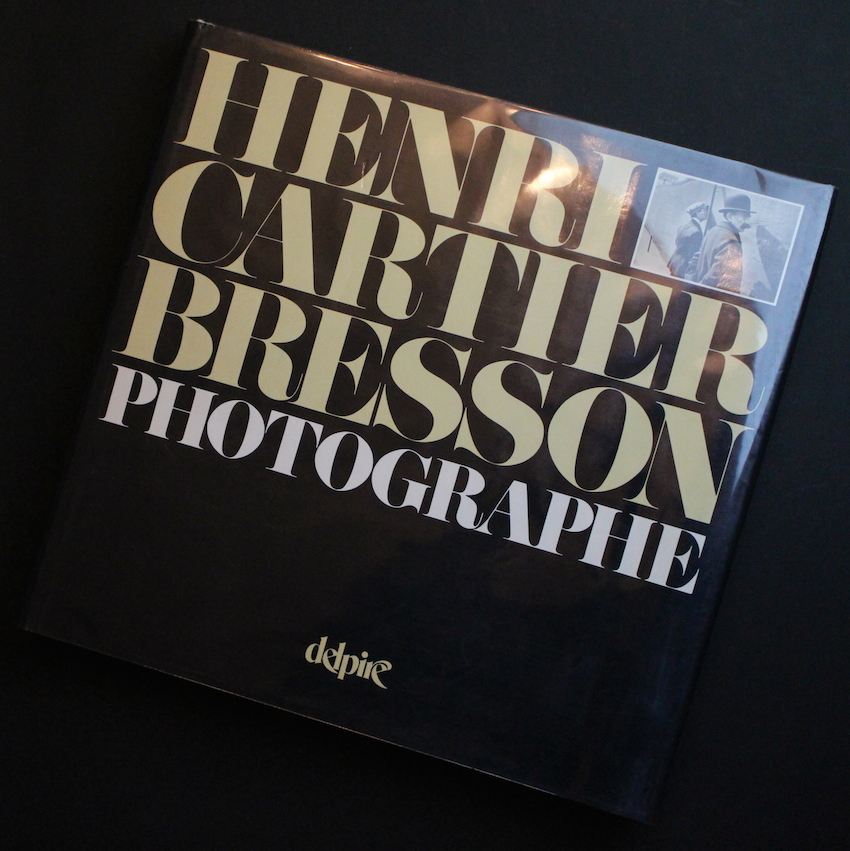 HENRI
CARTIER
BRESSON
PHOTOGRAPHE
delpire